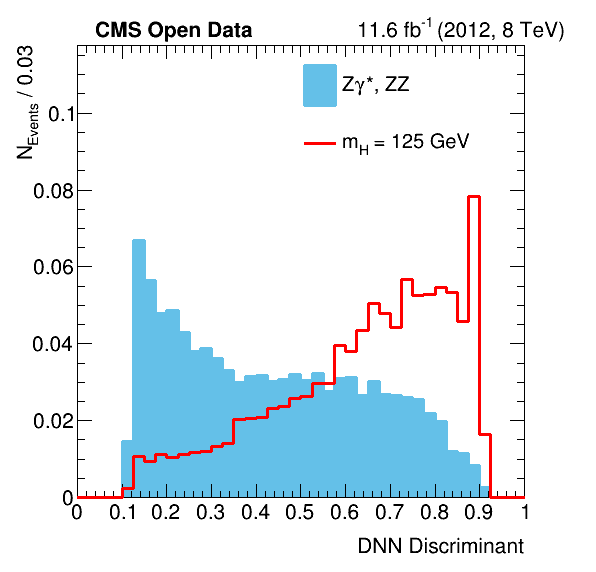 CMS Open Data 11.6 fb⁻¹ (2012, 8 TeV)
N_Events / 0.03
Zγ*, ZZ
m_H = 125 GeV
0.1
0.08
0.06
0.04
0.02
0
0 0.1 0.2 0.3 0.4 0.5 0.6 0.7 0.8 0.9 1
DNN Discriminant